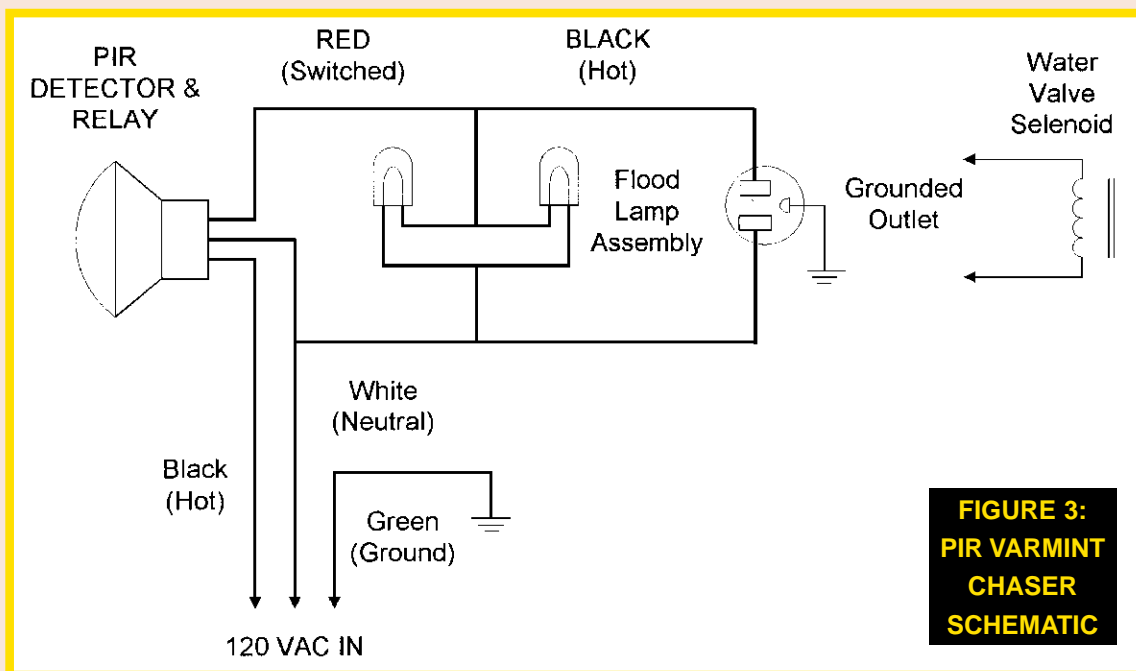 PIR
DETECTOR &
RELAY
RED
(Switched)
BLACK
(Hot)
Water
Valve
Selenoid
Flood
Lamp
Assembly
Grounded
Outlet
White
(Neutral)
Black
(Hot)
Green
(Ground)
120 VAC IN
FIGURE 3:
PIR VARMINT
CHASER
SCHEMATIC